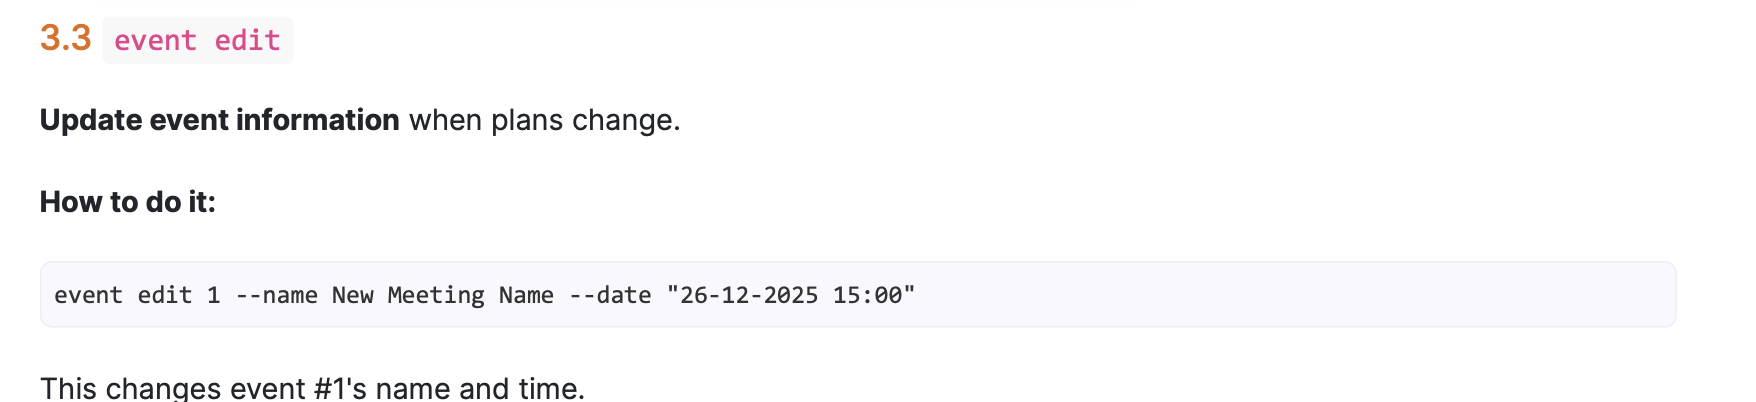 3.3 event edit
Update event information when plans change.
How to do it:
event edit 1 --name New Meeting Name --date "26-12-2025 15:00"
This changes event #1's name and time.